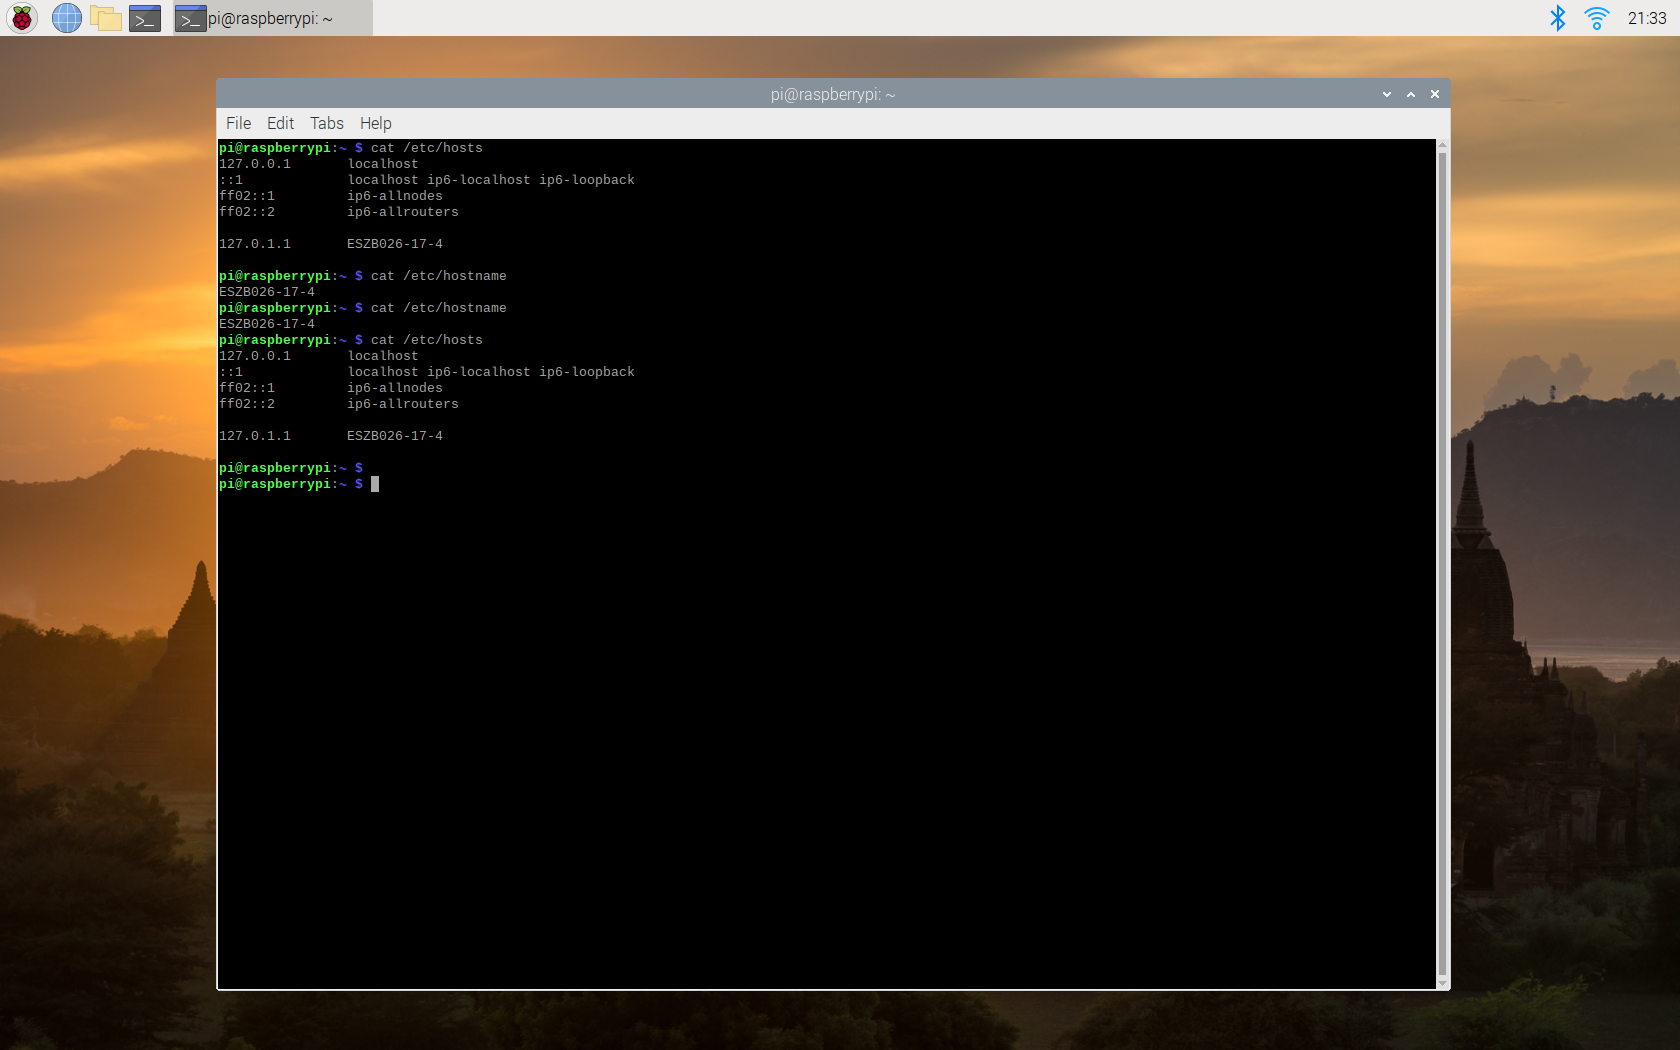 pi@raspberrypi: ~ 21:33
pi@raspberrypi: ~
File Edit Tabs Help
pi@raspberrypi:~ $ cat /etc/hosts
127.0.0.1       localhost
::1             localhost ip6-localhost ip6-loopback
ff02::1         ip6-allnodes
ff02::2         ip6-allrouters
127.0.1.1       ESZB026-17-4
pi@raspberrypi:~ $ cat /etc/hostname
ESZB026-17-4
pi@raspberrypi:~ $ cat /etc/hostname
ESZB026-17-4
pi@raspberrypi:~ $ cat /etc/hosts
127.0.0.1       localhost
::1             localhost ip6-localhost ip6-loopback
ff02::1         ip6-allnodes
ff02::2         ip6-allrouters
127.0.1.1       ESZB026-17-4
pi@raspberrypi:~ $
pi@raspberrypi:~ $